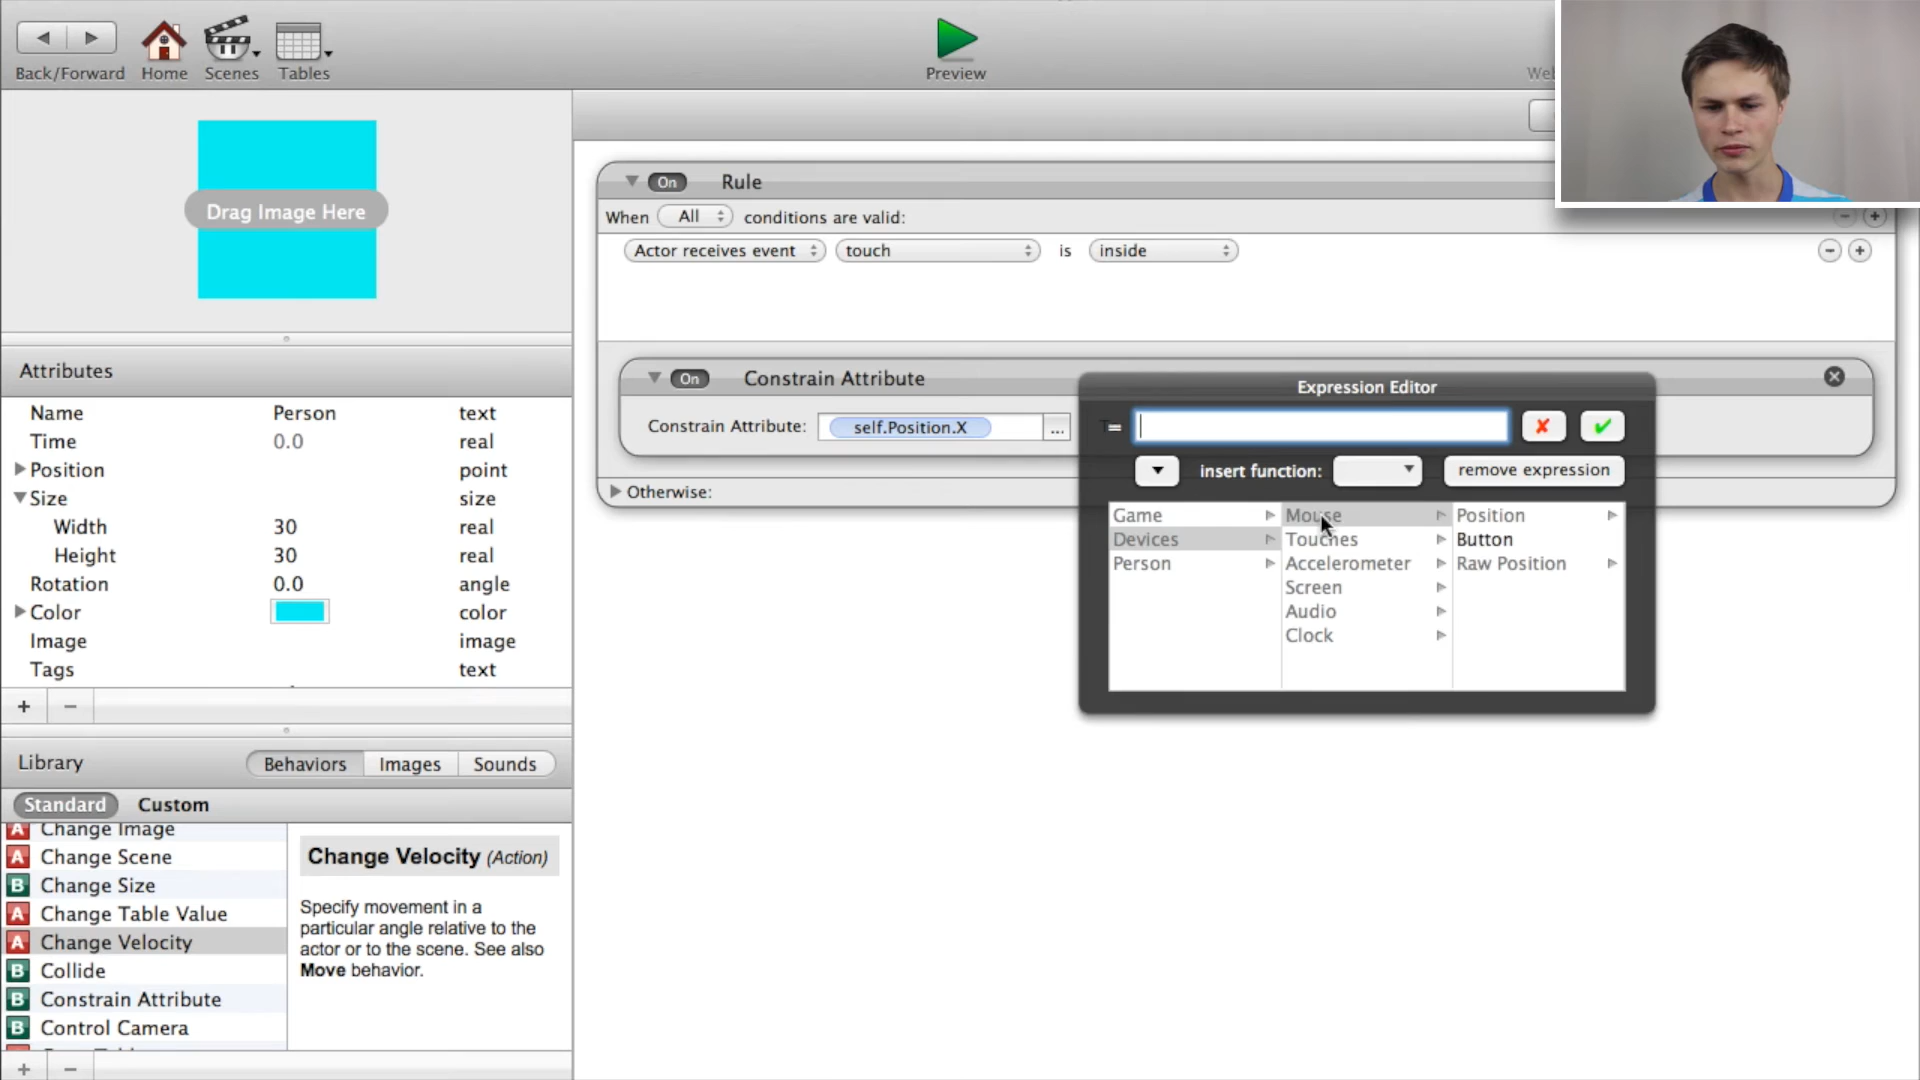 Back/Forward
Home
Scenes
Tables
Preview
Drag Image Here
Attributes
Name Person text
Time 0.0 real
Position point
Size size
Width 30 real
Height 30 real
Rotation 0.0 angle
Color color
Image image
Tags text
+ −
Library Behaviors Images Sounds
Standard Custom
A Change Image
A Change Scene
B Change Size
A Change Table Value
A Change Velocity
B Collide
B Constrain Attribute
B Control Camera
+ −
Change Velocity (Action)
Specify movement in a
particular angle relative to the
actor or to the scene. See also
Move behavior.
On Rule
When All conditions are valid:
Actor receives event touch is inside
On Constrain Attribute
Constrain Attribute: self.Position.X ...
Otherwise:
Expression Editor
=
insert function: remove expression
Game
Devices
Person
Mouse
Touches
Accelerometer
Screen
Audio
Clock
Position
Button
Raw Position